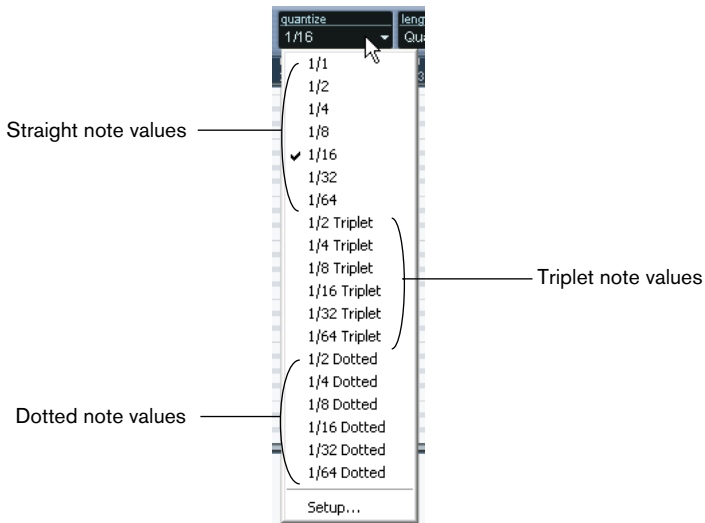 quantize
leng
1/16
Qua
1/1
1/2
1/4
1/8
1/16
1/32
1/64
1/2 Triplet
1/4 Triplet
1/8 Triplet
1/16 Triplet
1/32 Triplet
1/64 Triplet
1/2 Dotted
1/4 Dotted
1/8 Dotted
1/16 Dotted
1/32 Dotted
1/64 Dotted
Setup...
Straight note values
Triplet note values
Dotted note values